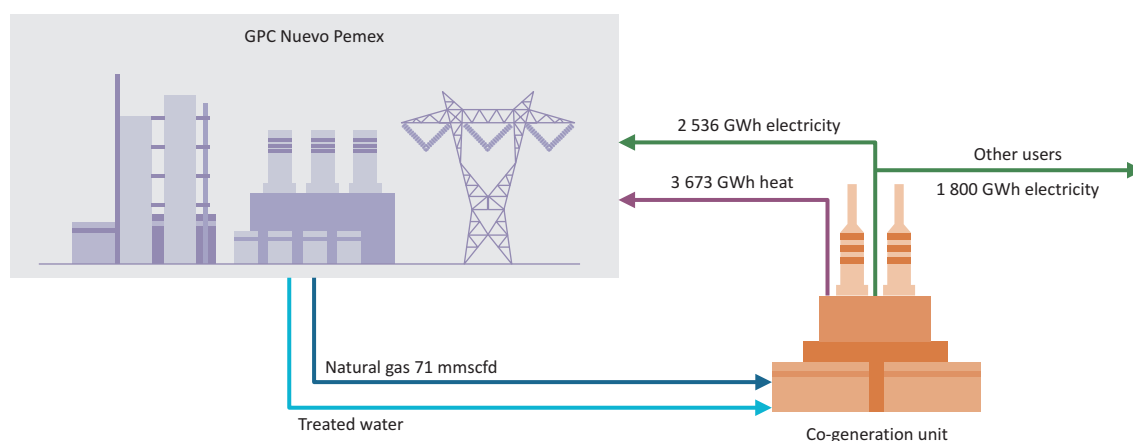 GPC Nuevo Pemex
2 536 GWh electricity
Other users
3 673 GWh heat
1 800 GWh electricity
Natural gas 71 mmscfd
Treated water
Co-generation unit